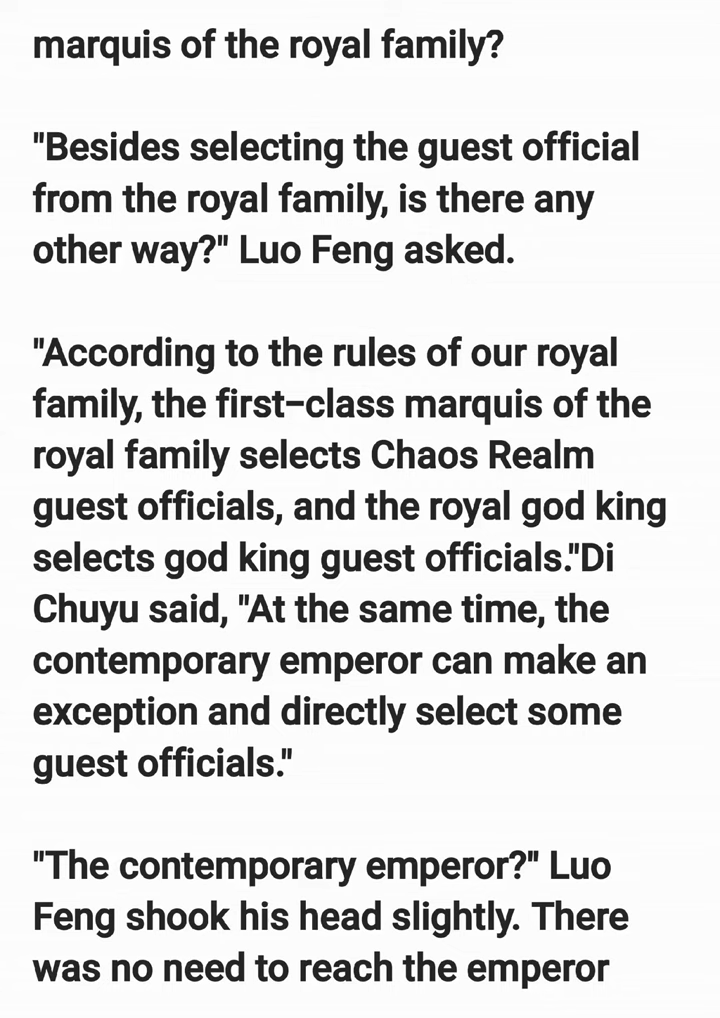 marquis of the royal family?
"Besides selecting the guest official
from the royal family, is there any
other way?" Luo Feng asked.
"According to the rules of our royal
family, the first-class marquis of the
royal family selects Chaos Realm
guest officials, and the royal god king
selects god king guest officials."Di
Chuyu said, "At the same time, the
contemporary emperor can make an
exception and directly select some
guest officials."
"The contemporary emperor?" Luo
Feng shook his head slightly. There
was no need to reach the emperor